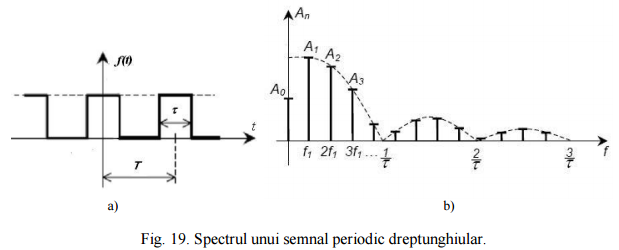 f(t)
τ
t
T
a)
Aₙ
A₁
A₂
A₃
A₀
f₁ 2f₁ 3f₁ ... 1/τ 2/τ 3/τ f
b)
Fig. 19. Spectrul unui semnal periodic dreptunghiular.